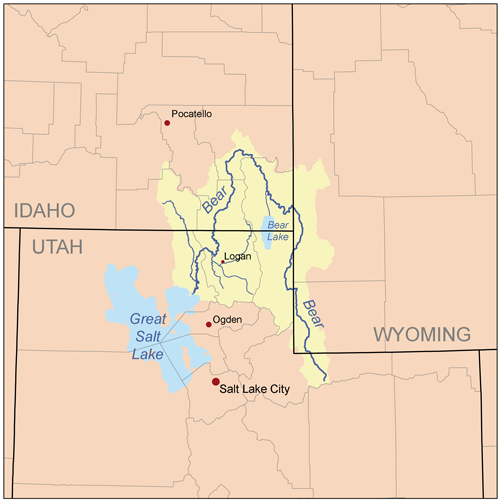 Pocatello
Bear
IDAHO
Bear
Lake
UTAH
Logan
Bear
Great
Salt
Lake
Ogden
WYOMING
Salt Lake City